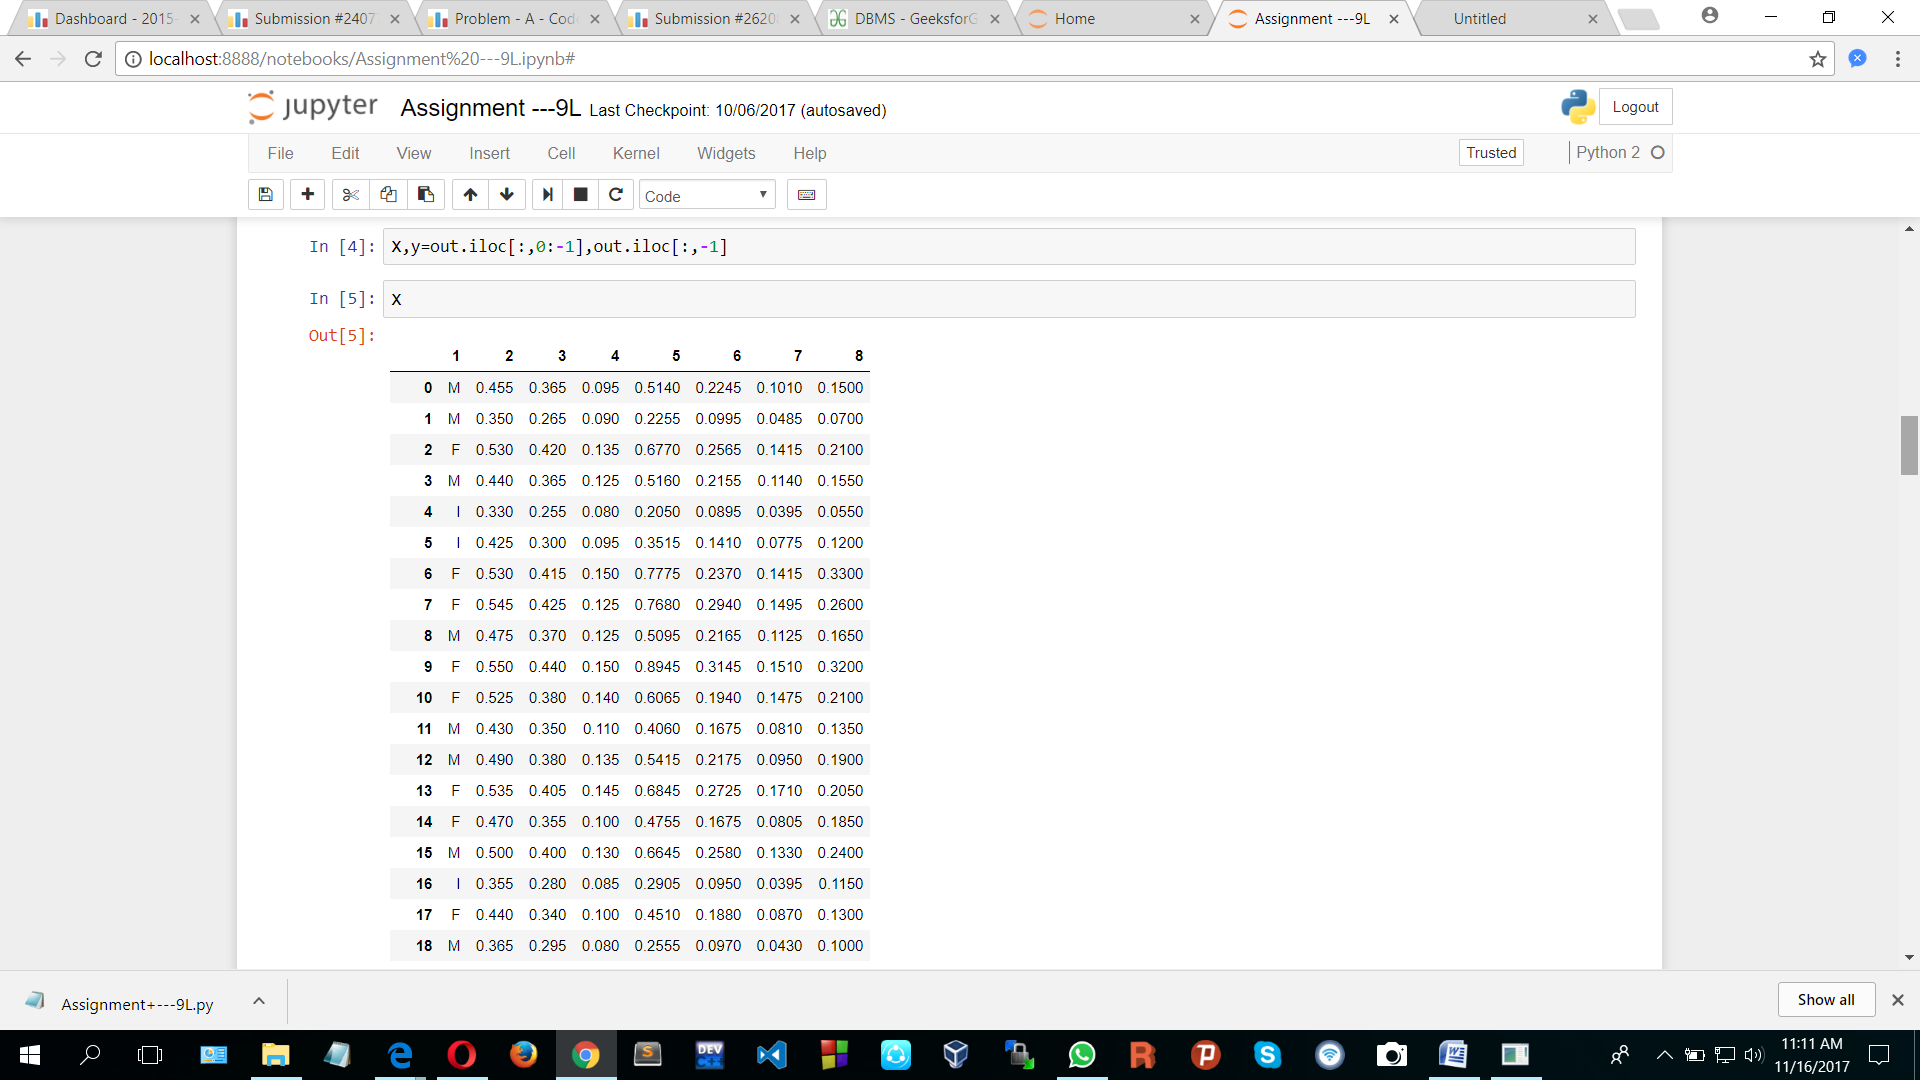 Dashboard - 2015- Submission #2407 Problem - A - Cod Submission #2620 DBMS - GeeksforG Home Assignment ---9L Untitled
localhost:8888/notebooks/Assignment%20---9L.ipynb#
jupyter Assignment ---9L Last Checkpoint: 10/06/2017 (autosaved) Logout
File Edit View Insert Cell Kernel Widgets Help Trusted Python 2
Code
In [4]: X,y=out.iloc[:,0:-1],out.iloc[:,-1]
In [5]: X
Out[5]:
1 2 3 4 5 6 7 8
0 M 0.455 0.365 0.095 0.5140 0.2245 0.1010 0.1500
1 M 0.350 0.265 0.090 0.2255 0.0995 0.0485 0.0700
2 F 0.530 0.420 0.135 0.6770 0.2565 0.1415 0.2100
3 M 0.440 0.365 0.125 0.5160 0.2155 0.1140 0.1550
4 I 0.330 0.255 0.080 0.2050 0.0895 0.0395 0.0550
5 I 0.425 0.300 0.095 0.3515 0.1410 0.0775 0.1200
6 F 0.530 0.415 0.150 0.7775 0.2370 0.1415 0.3300
7 F 0.545 0.425 0.125 0.7680 0.2940 0.1495 0.2600
8 M 0.475 0.370 0.125 0.5095 0.2165 0.1125 0.1650
9 F 0.550 0.440 0.150 0.8945 0.3145 0.1510 0.3200
10 F 0.525 0.380 0.140 0.6065 0.1940 0.1475 0.2100
11 M 0.430 0.350 0.110 0.4060 0.1675 0.0810 0.1350
12 M 0.490 0.380 0.135 0.5415 0.2175 0.0950 0.1900
13 F 0.535 0.405 0.145 0.6845 0.2725 0.1710 0.2050
14 F 0.470 0.355 0.100 0.4755 0.1675 0.0805 0.1850
15 M 0.500 0.400 0.130 0.6645 0.2580 0.1330 0.2400
16 I 0.355 0.280 0.085 0.2905 0.0950 0.0395 0.1150
17 F 0.440 0.340 0.100 0.4510 0.1880 0.0870 0.1300
18 M 0.365 0.295 0.080 0.2555 0.0970 0.0430 0.1000
Assignment+---9L.py Show all
DEV
11:11 AM
11/16/2017